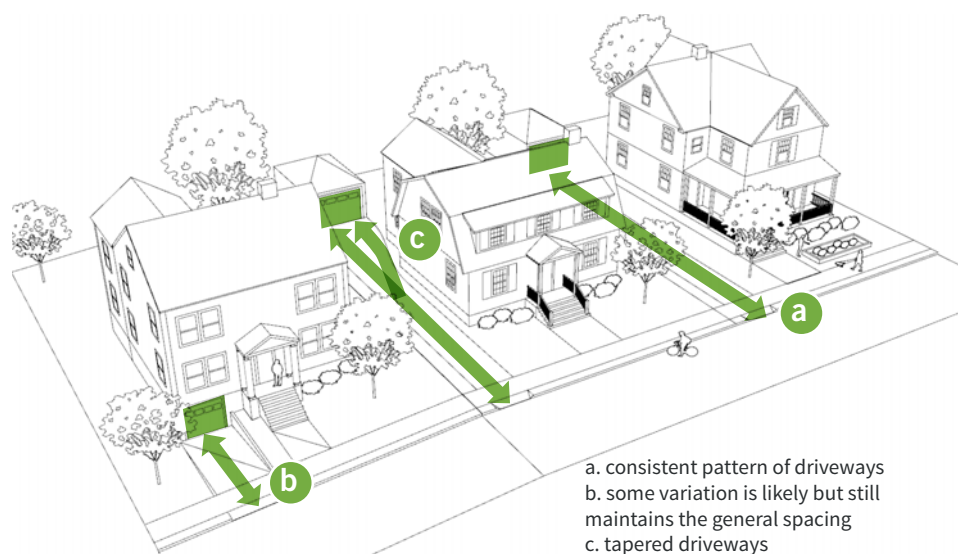 c
a
b
a. consistent pattern of driveways
b. some variation is likely but still
maintains the general spacing
c. tapered driveways